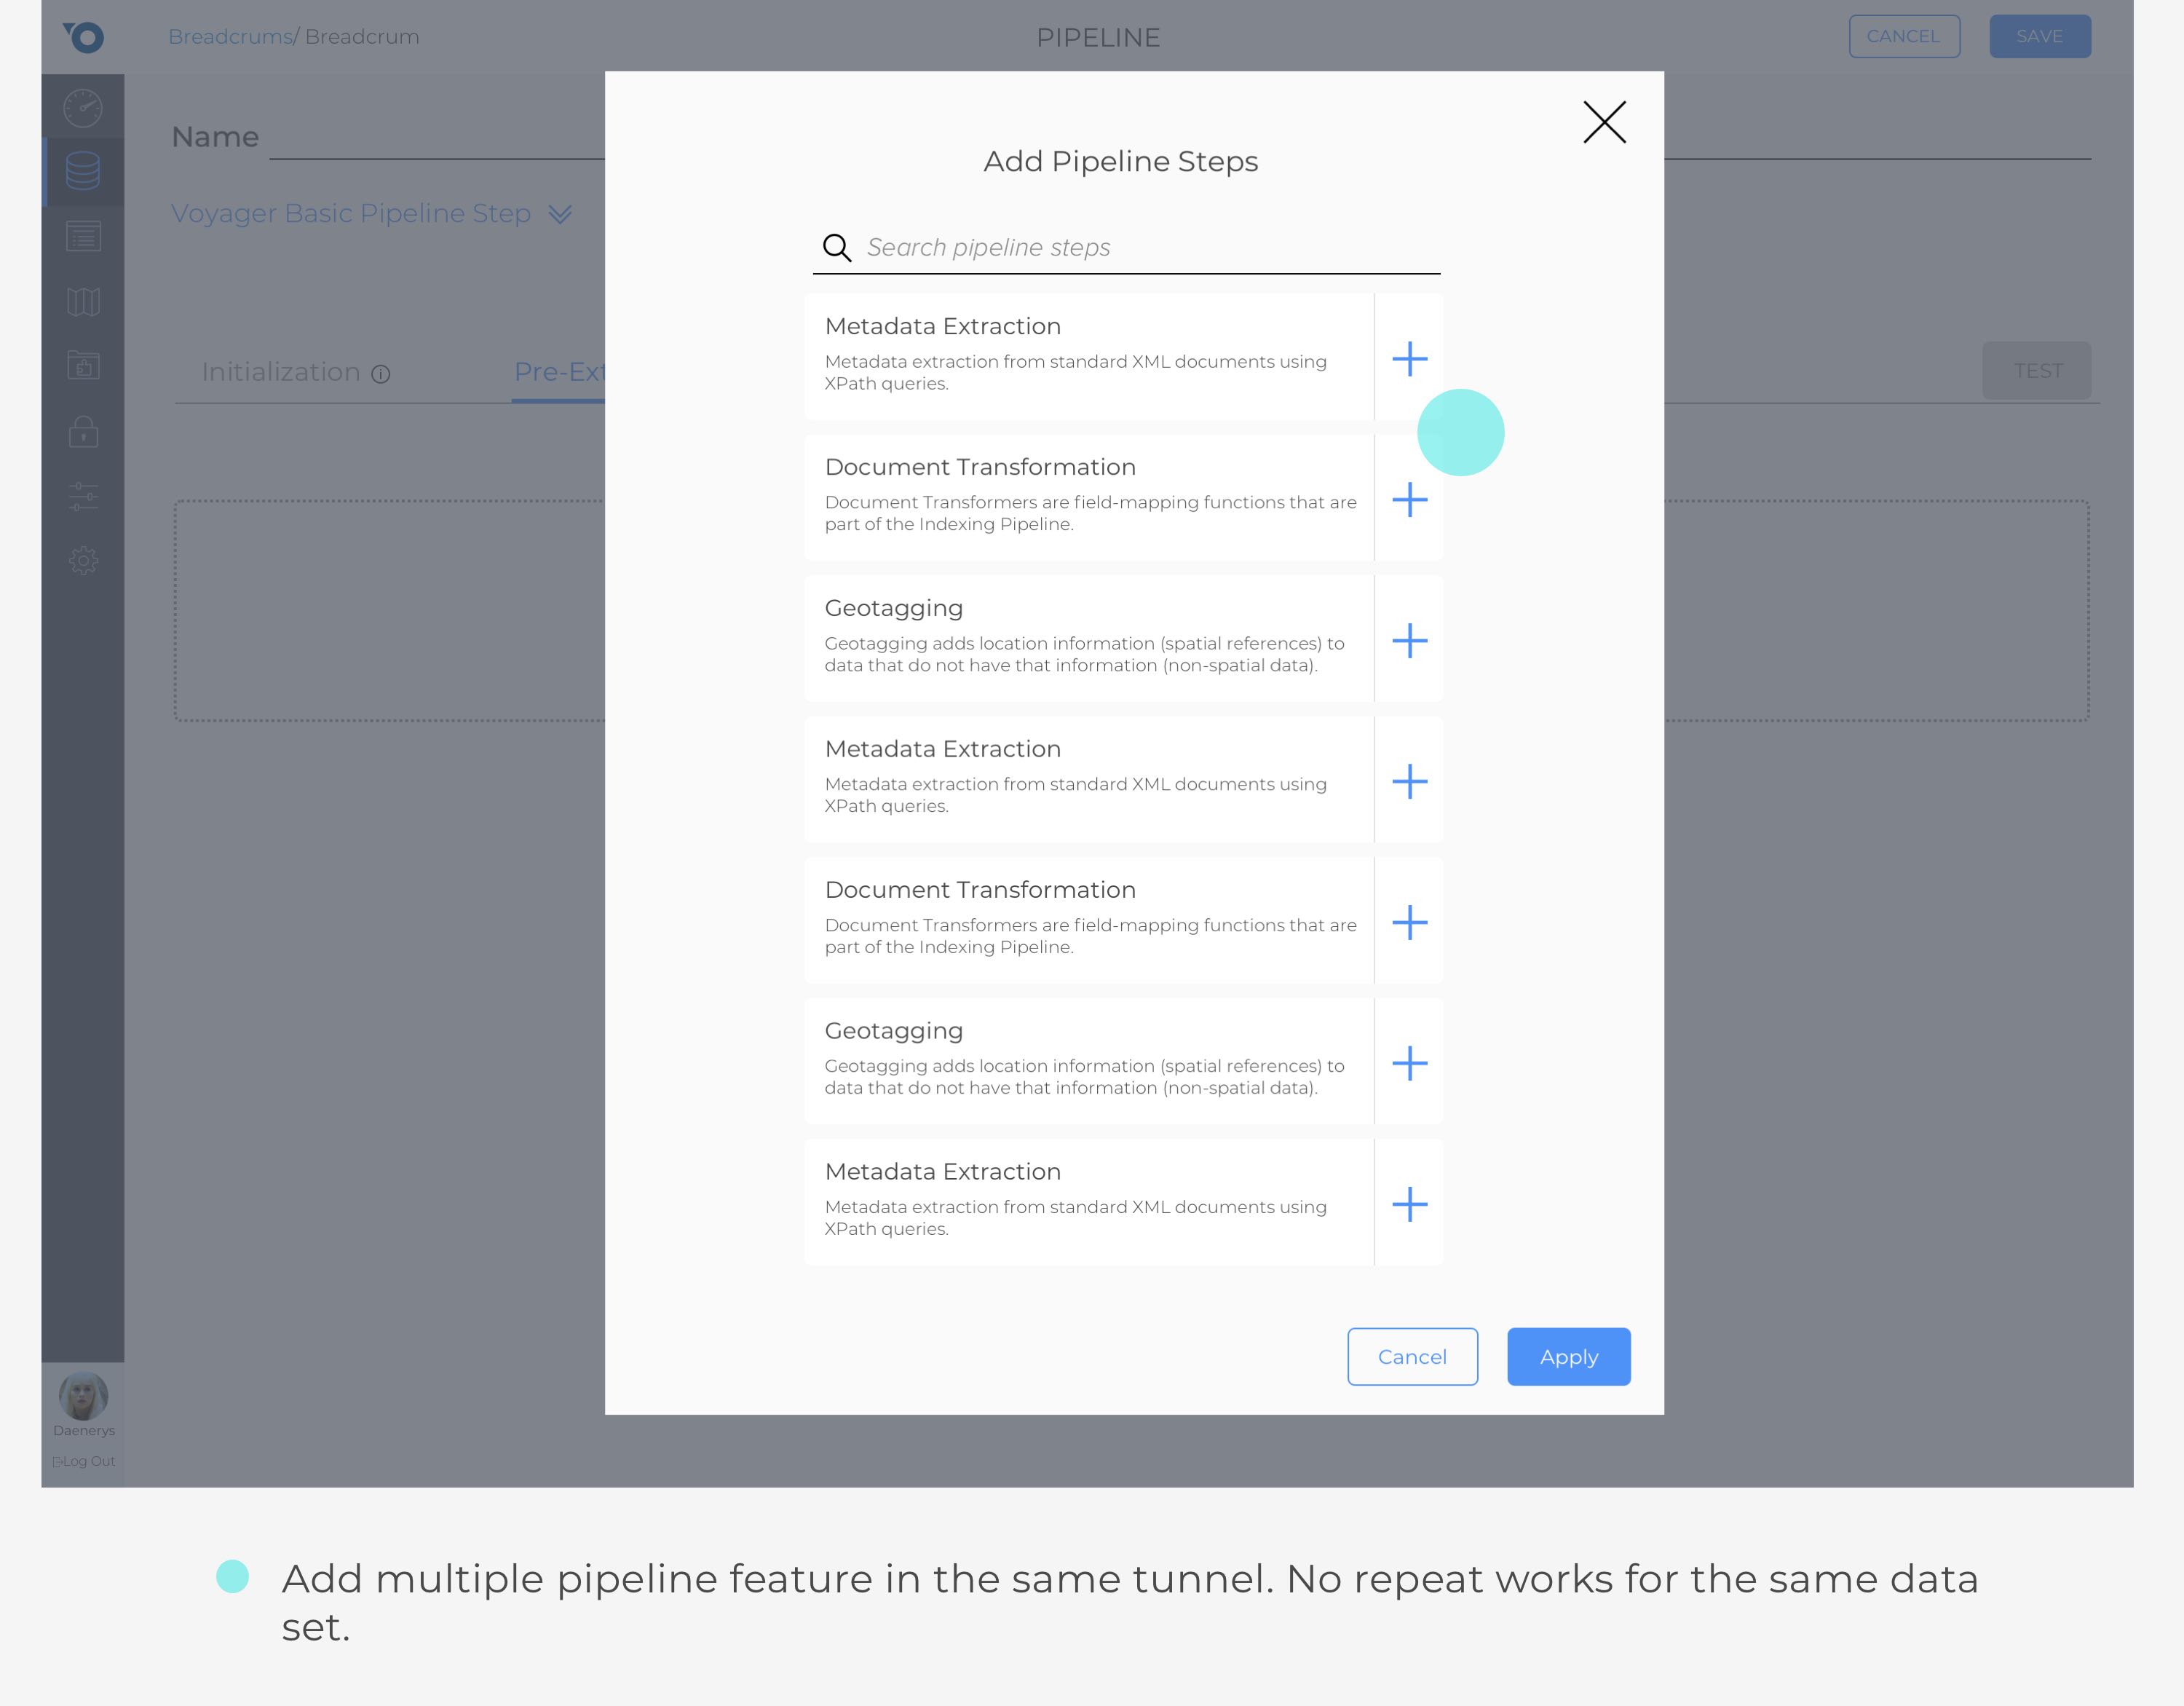 Breadcrums/ Breadcrum
PIPELINE
CANCEL
SAVE
Name
Voyager Basic Pipeline Step
Initialization
Pre-Ext
TEST
Add Pipeline Steps
Search pipeline steps
Metadata Extraction
Metadata extraction from standard XML documents using
XPath queries.
Document Transformation
Document Transformers are field-mapping functions that are
part of the Indexing Pipeline.
Geotagging
Geotagging adds location information (spatial references) to
data that do not have that information (non-spatial data).
Metadata Extraction
Metadata extraction from standard XML documents using
XPath queries.
Document Transformation
Document Transformers are field-mapping functions that are
part of the Indexing Pipeline.
Geotagging
Geotagging adds location information (spatial references) to
data that do not have that information (non-spatial data).
Metadata Extraction
Metadata extraction from standard XML documents using
XPath queries.
Cancel
Apply
Daenerys
Log Out
Add multiple pipeline feature in the same tunnel. No repeat works for the same data
set.